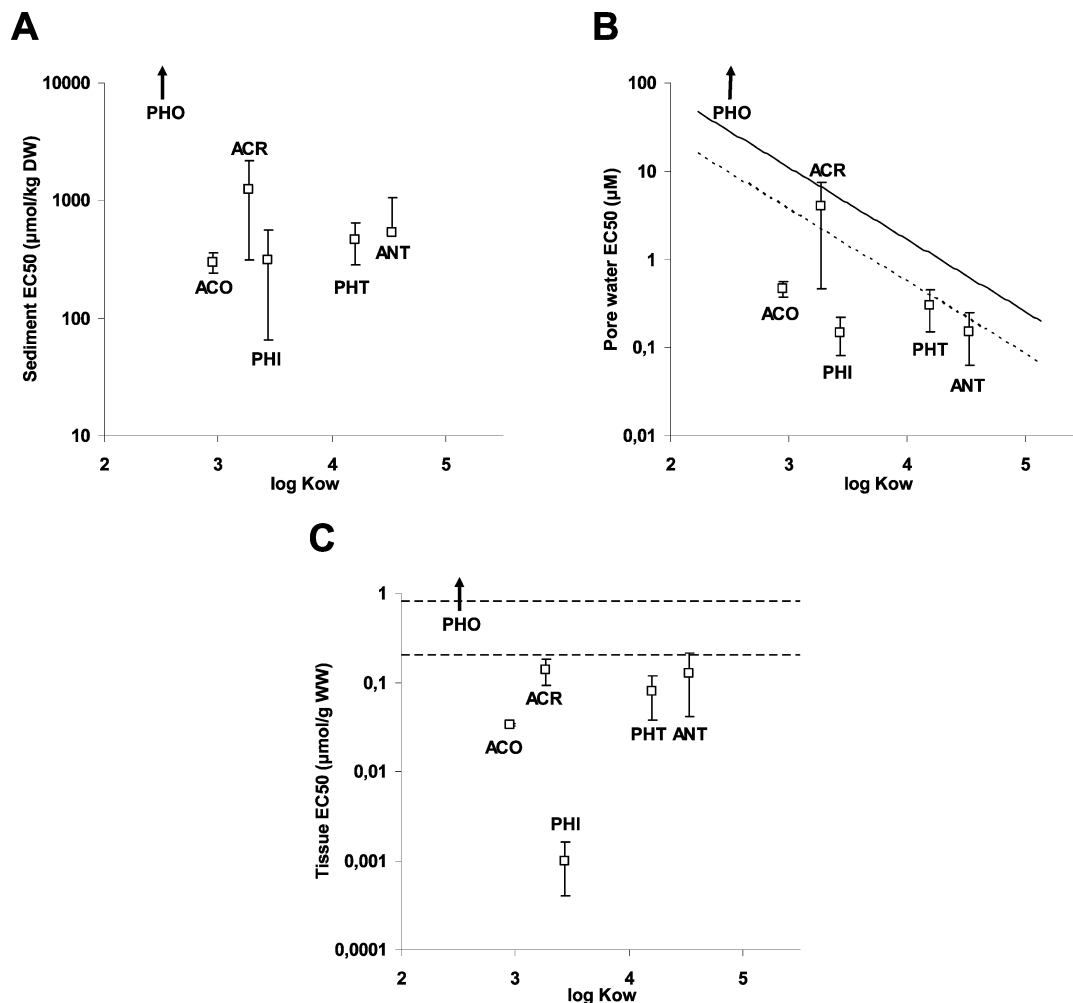 A
Sediment EC50 (µmol/kg DW)
10000
1000
100
10
PHO
ACR
ACO
PHI
PHT
ANT
2 3 4 5
log Kow
B
Pore water EC50 (µM)
100
10
1
0,1
0,01
PHO
ACR
ACO
PHI
PHT
ANT
2 3 4 5
log Kow
C
Tissue EC50 (µmol/g WW)
1
0,1
0,01
0,001
0,0001
PHO
ACR
ACO
PHT ANT
PHI
2 3 4 5
log Kow